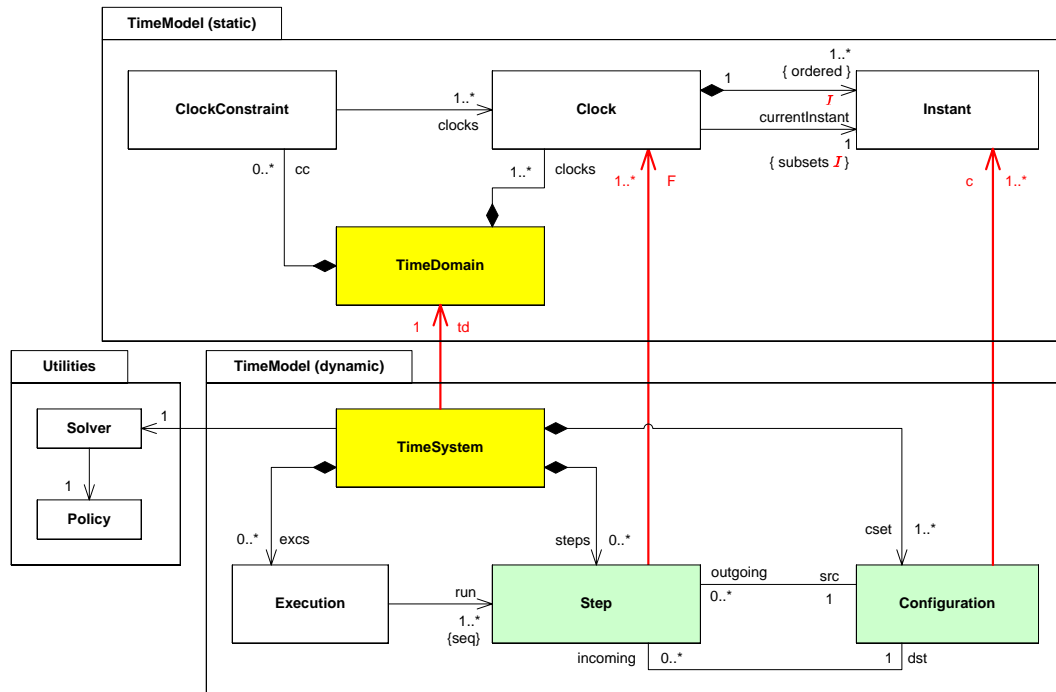 TimeModel (static)
ClockConstraint
1..*
clocks
Clock
1
1..*
{ ordered }
I
currentInstant
1
{ subsets I }
Instant
0..*
cc
1..*
clocks
1..*
F
c
1..*
TimeDomain
1
td
Utilities
TimeModel (dynamic)
Solver
1
1
Policy
TimeSystem
0..*
excs
steps
0..*
cset
1..*
Execution
run
1..*
{seq}
Step
outgoing
0..*
src
1
Configuration
incoming
0..*
1
dst